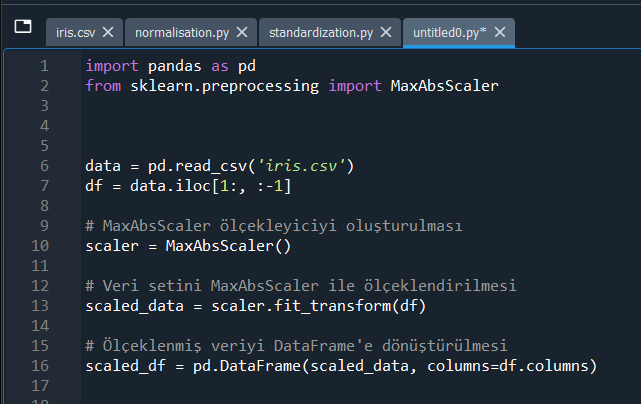 iris.csv normalisation.py standardization.py untitled0.py*
1 import pandas as pd
2 from sklearn.preprocessing import MaxAbsScaler
3
4
5
6 data = pd.read_csv('iris.csv')
7 df = data.iloc[1:, :-1]
8
9 # MaxAbsScaler ölçekleyiciyi oluşturulması
10 scaler = MaxAbsScaler()
11
12 # Veri setini MaxAbsScaler ile ölçeklendirilmesi
13 scaled_data = scaler.fit_transform(df)
14
15 # Ölçeklenmiş veriyi DataFrame'e dönüştürülmesi
16 scaled_df = pd.DataFrame(scaled_data, columns=df.columns)
17